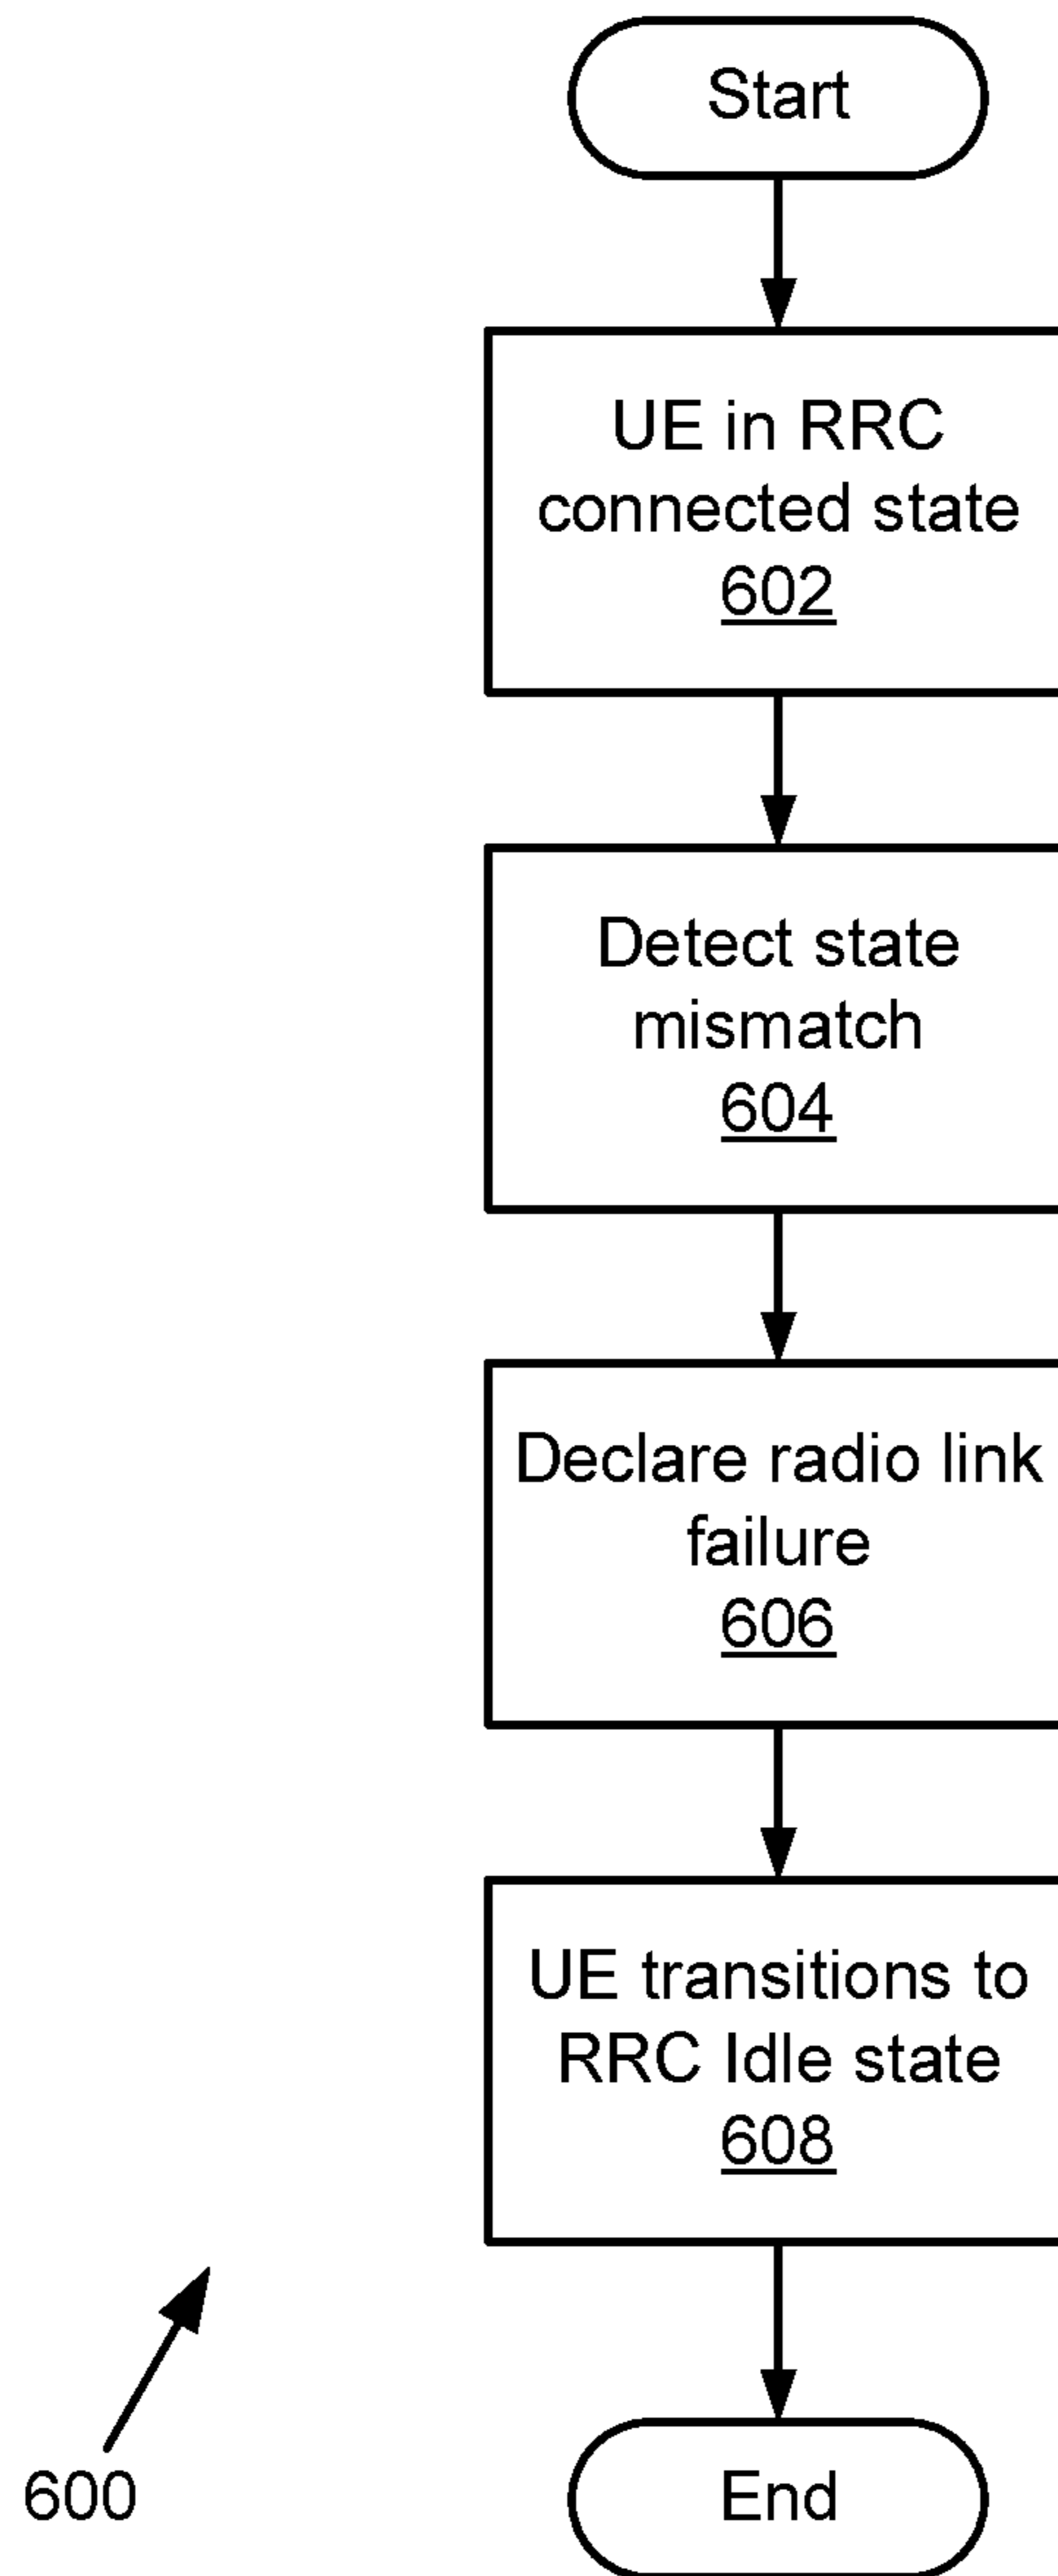 Start
UE in RRC
connected state
602
Detect state
mismatch
604
Declare radio link
failure
606
UE transitions to
RRC Idle state
608
End
600